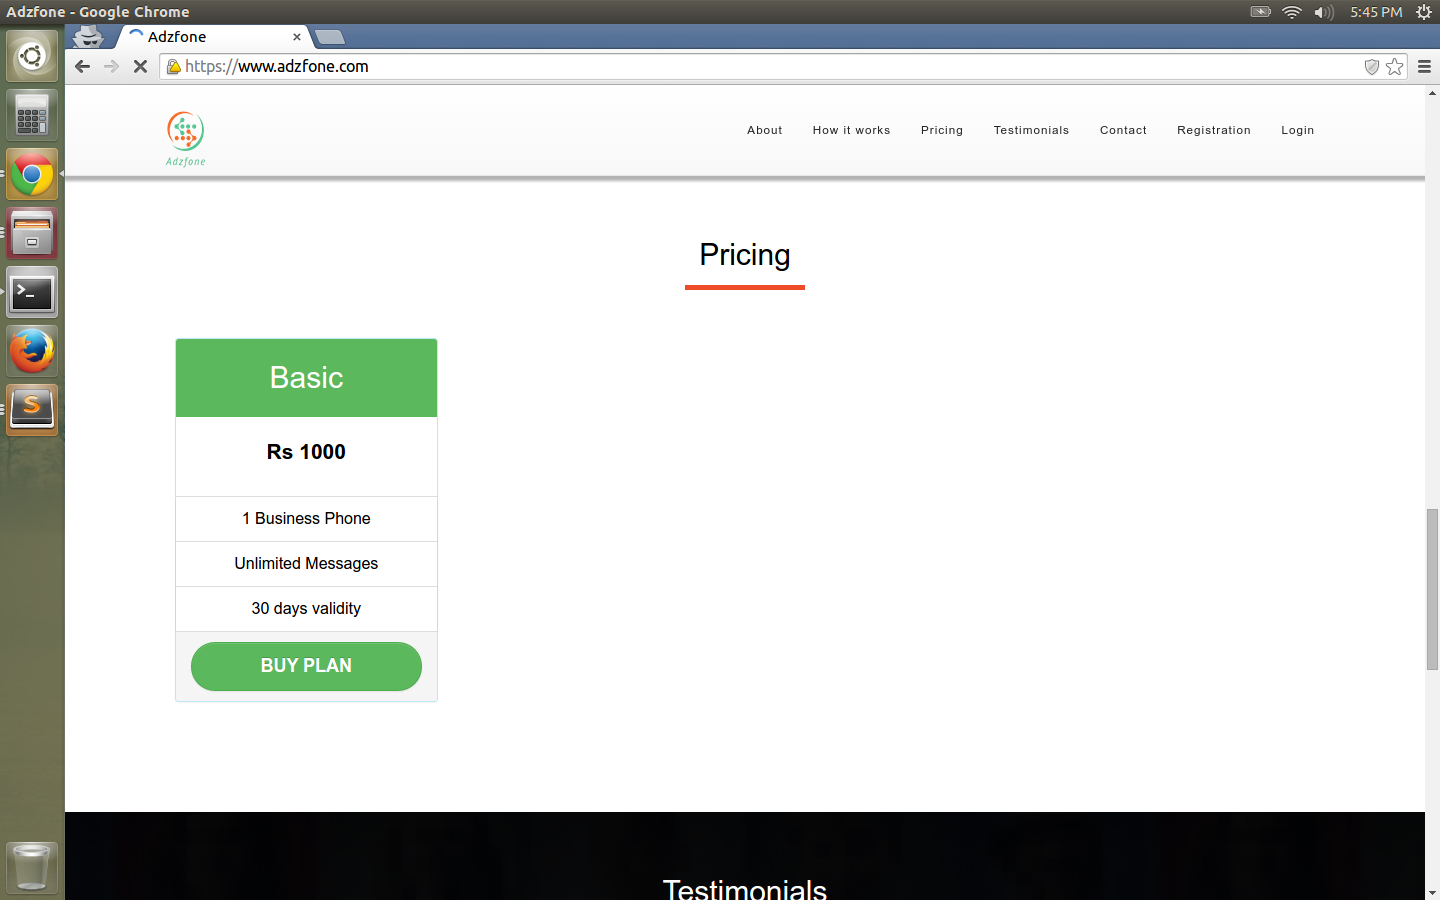 Adzfone - Google Chrome
5:45 PM
Adzfone
https://www.adzfone.com
Adzfone
About How it works Pricing Testimonials Contact Registration Login
Pricing
Basic
Rs 1000
1 Business Phone
Unlimited Messages
30 days validity
BUY PLAN
Testimonials